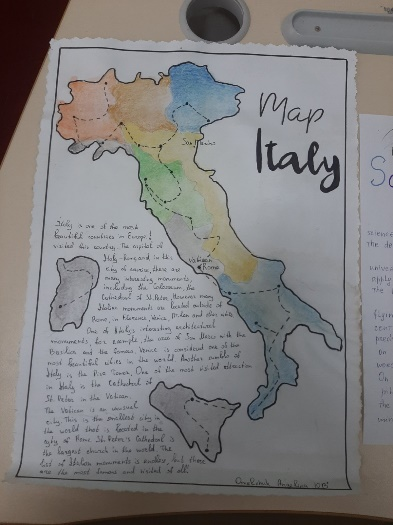 Map
Italy
San Marino
Vatican
Rome
Italy is one of the most
beautiful countries in Europe. I
visited this country. The capital of
Italy Rome, and in this
city of course, there are
many interesting monuments,
including the Colosseum, the
Cathedral of St. Peter. However many
Italian monuments are located outside of
Rome, in Florence, Venice, Milan and also
One of Italy's interesting architectural
monuments, for example, the case of San Marco with the
Basilica and the famous Venice is considered one of the
most beautiful cities in the world. Another symbol of
Italy is the Pisa Tower. One of the most visited attraction
in Italy is the Cathedral of
St. Peter in the Vatican
The Vatican is an unusual
city. This is the smallest city in
the world that is located in the
city of Rome. St. Peter's Cathedral is
the largest church in the world. The
list of Italian monuments is endless, but these
are the most famous and visited of all.
Angelina